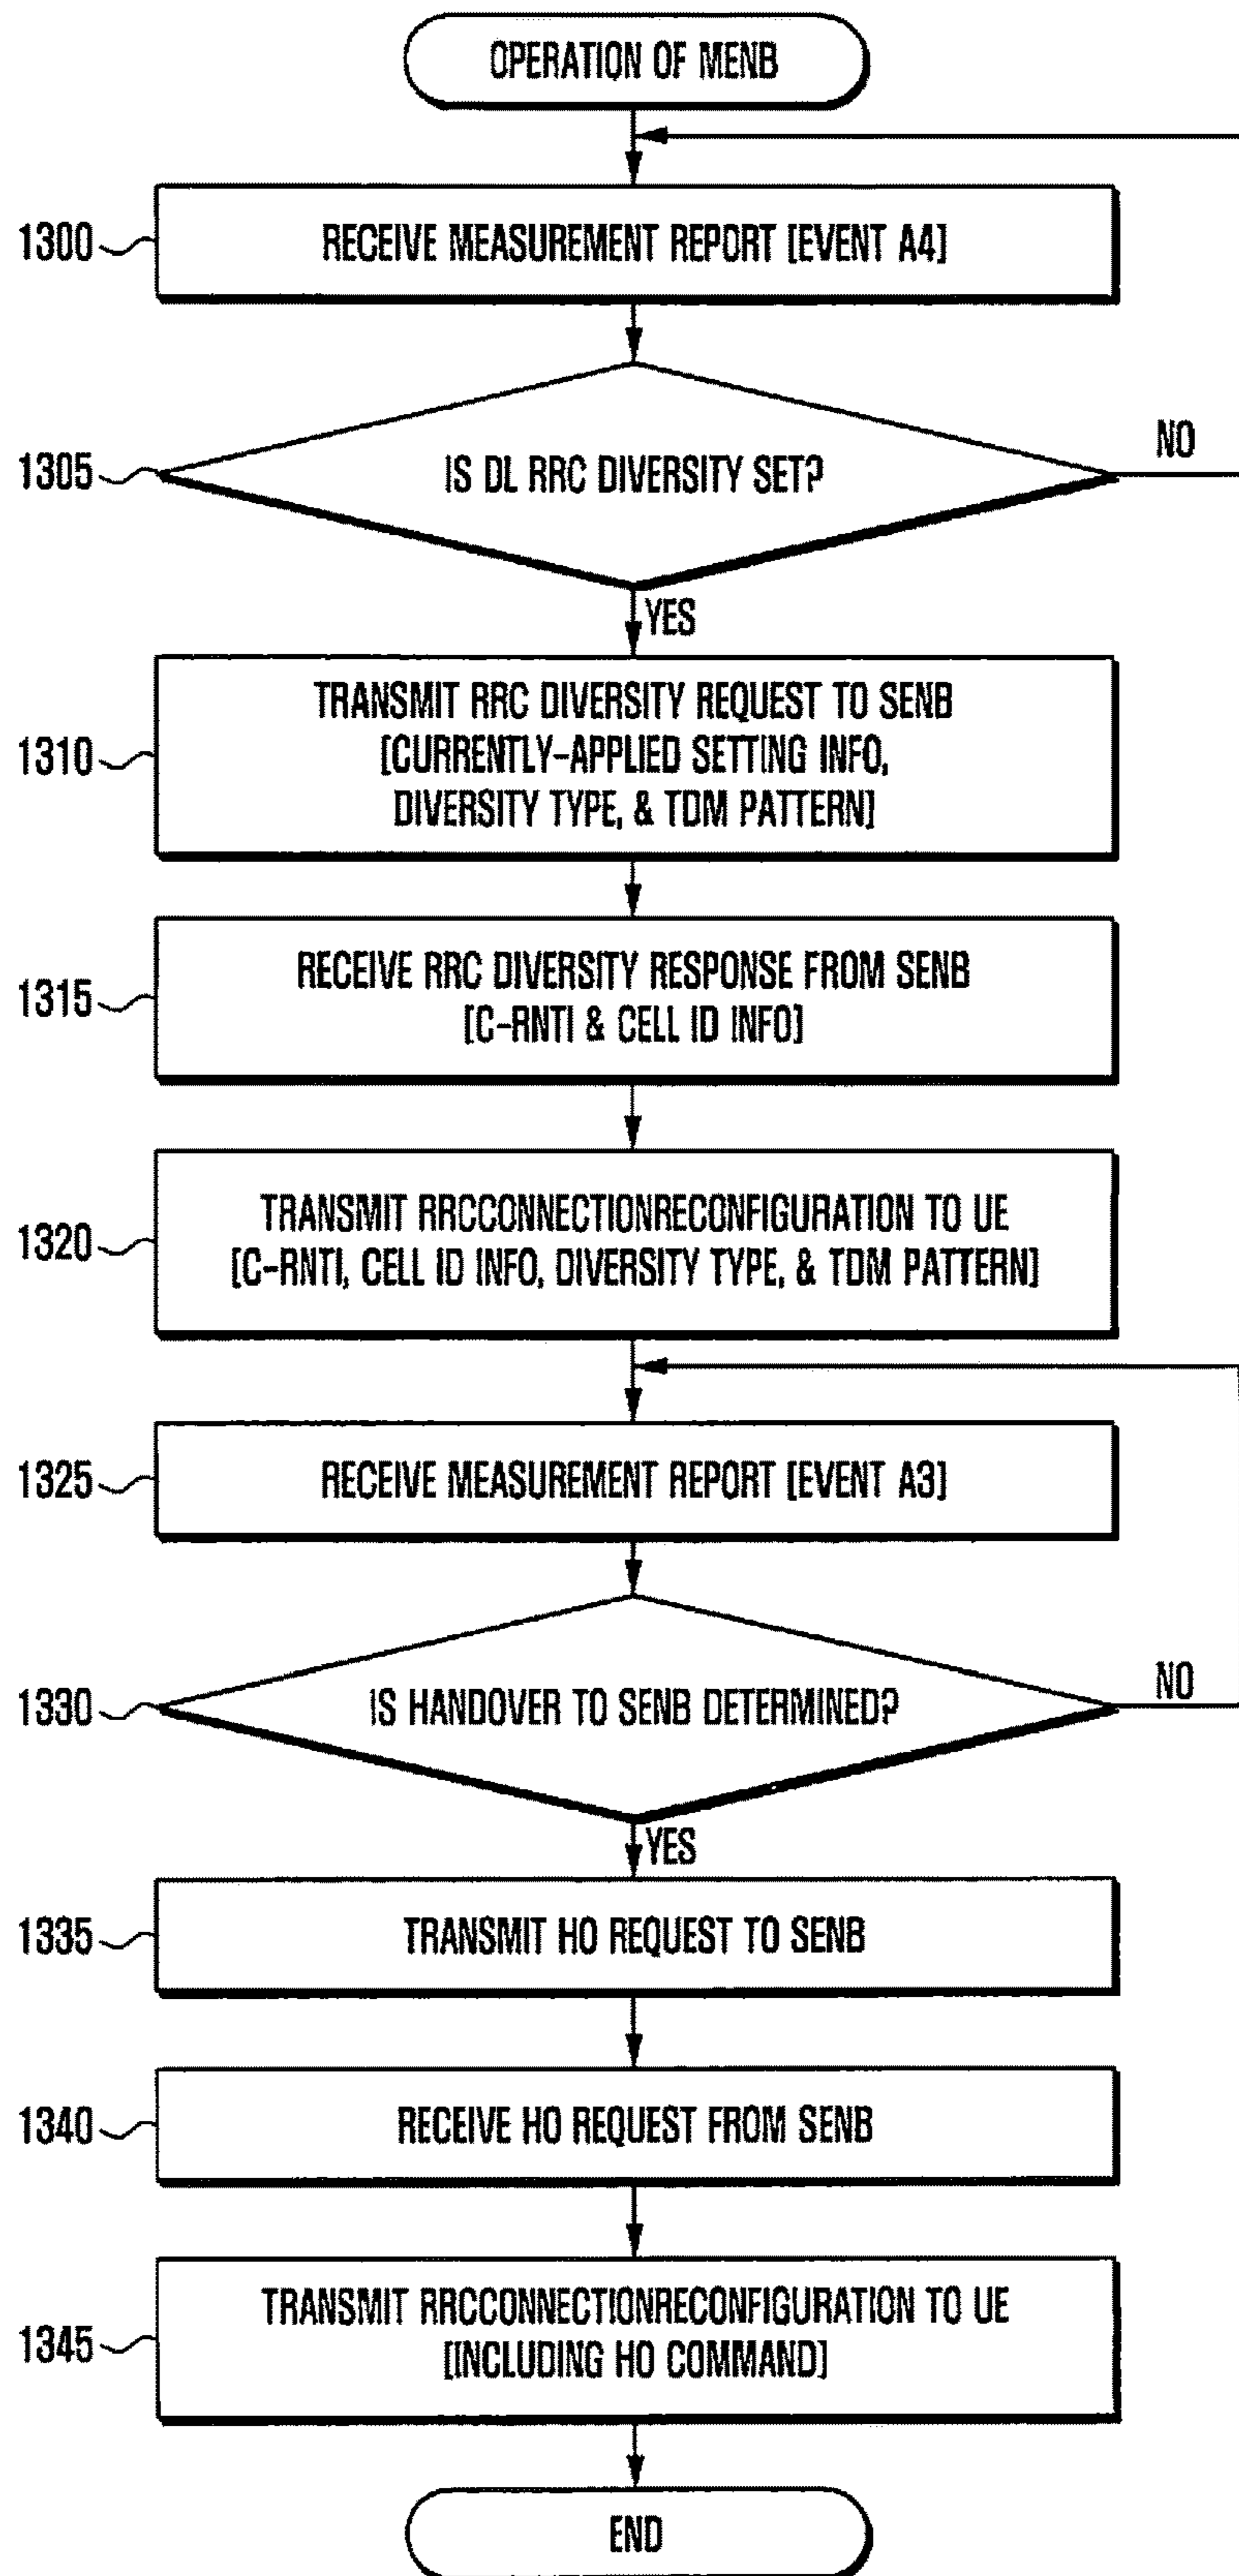 OPERATION OF MENB
1300
RECEIVE MEASUREMENT REPORT [EVENT A4]
1305
IS DL RRC DIVERSITY SET?
NO
YES
1310
TRANSMIT RRC DIVERSITY REQUEST TO SENB
[CURRENTLY-APPLIED SETTING INFO,
DIVERSITY TYPE, & TDM PATTERN]
1315
RECEIVE RRC DIVERSITY RESPONSE FROM SENB
[C-RNTI & CELL ID INFO]
1320
TRANSMIT RRCCONNECTIONRECONFIGURATION TO UE
[C-RNTI, CELL ID INFO, DIVERSITY TYPE, & TDM PATTERN]
1325
RECEIVE MEASUREMENT REPORT [EVENT A3]
1330
IS HANDOVER TO SENB DETERMINED?
NO
YES
1335
TRANSMIT HO REQUEST TO SENB
1340
RECEIVE HO REQUEST FROM SENB
1345
TRANSMIT RRCCONNECTIONRECONFIGURATION TO UE
[INCLUDING HO COMMAND]
END